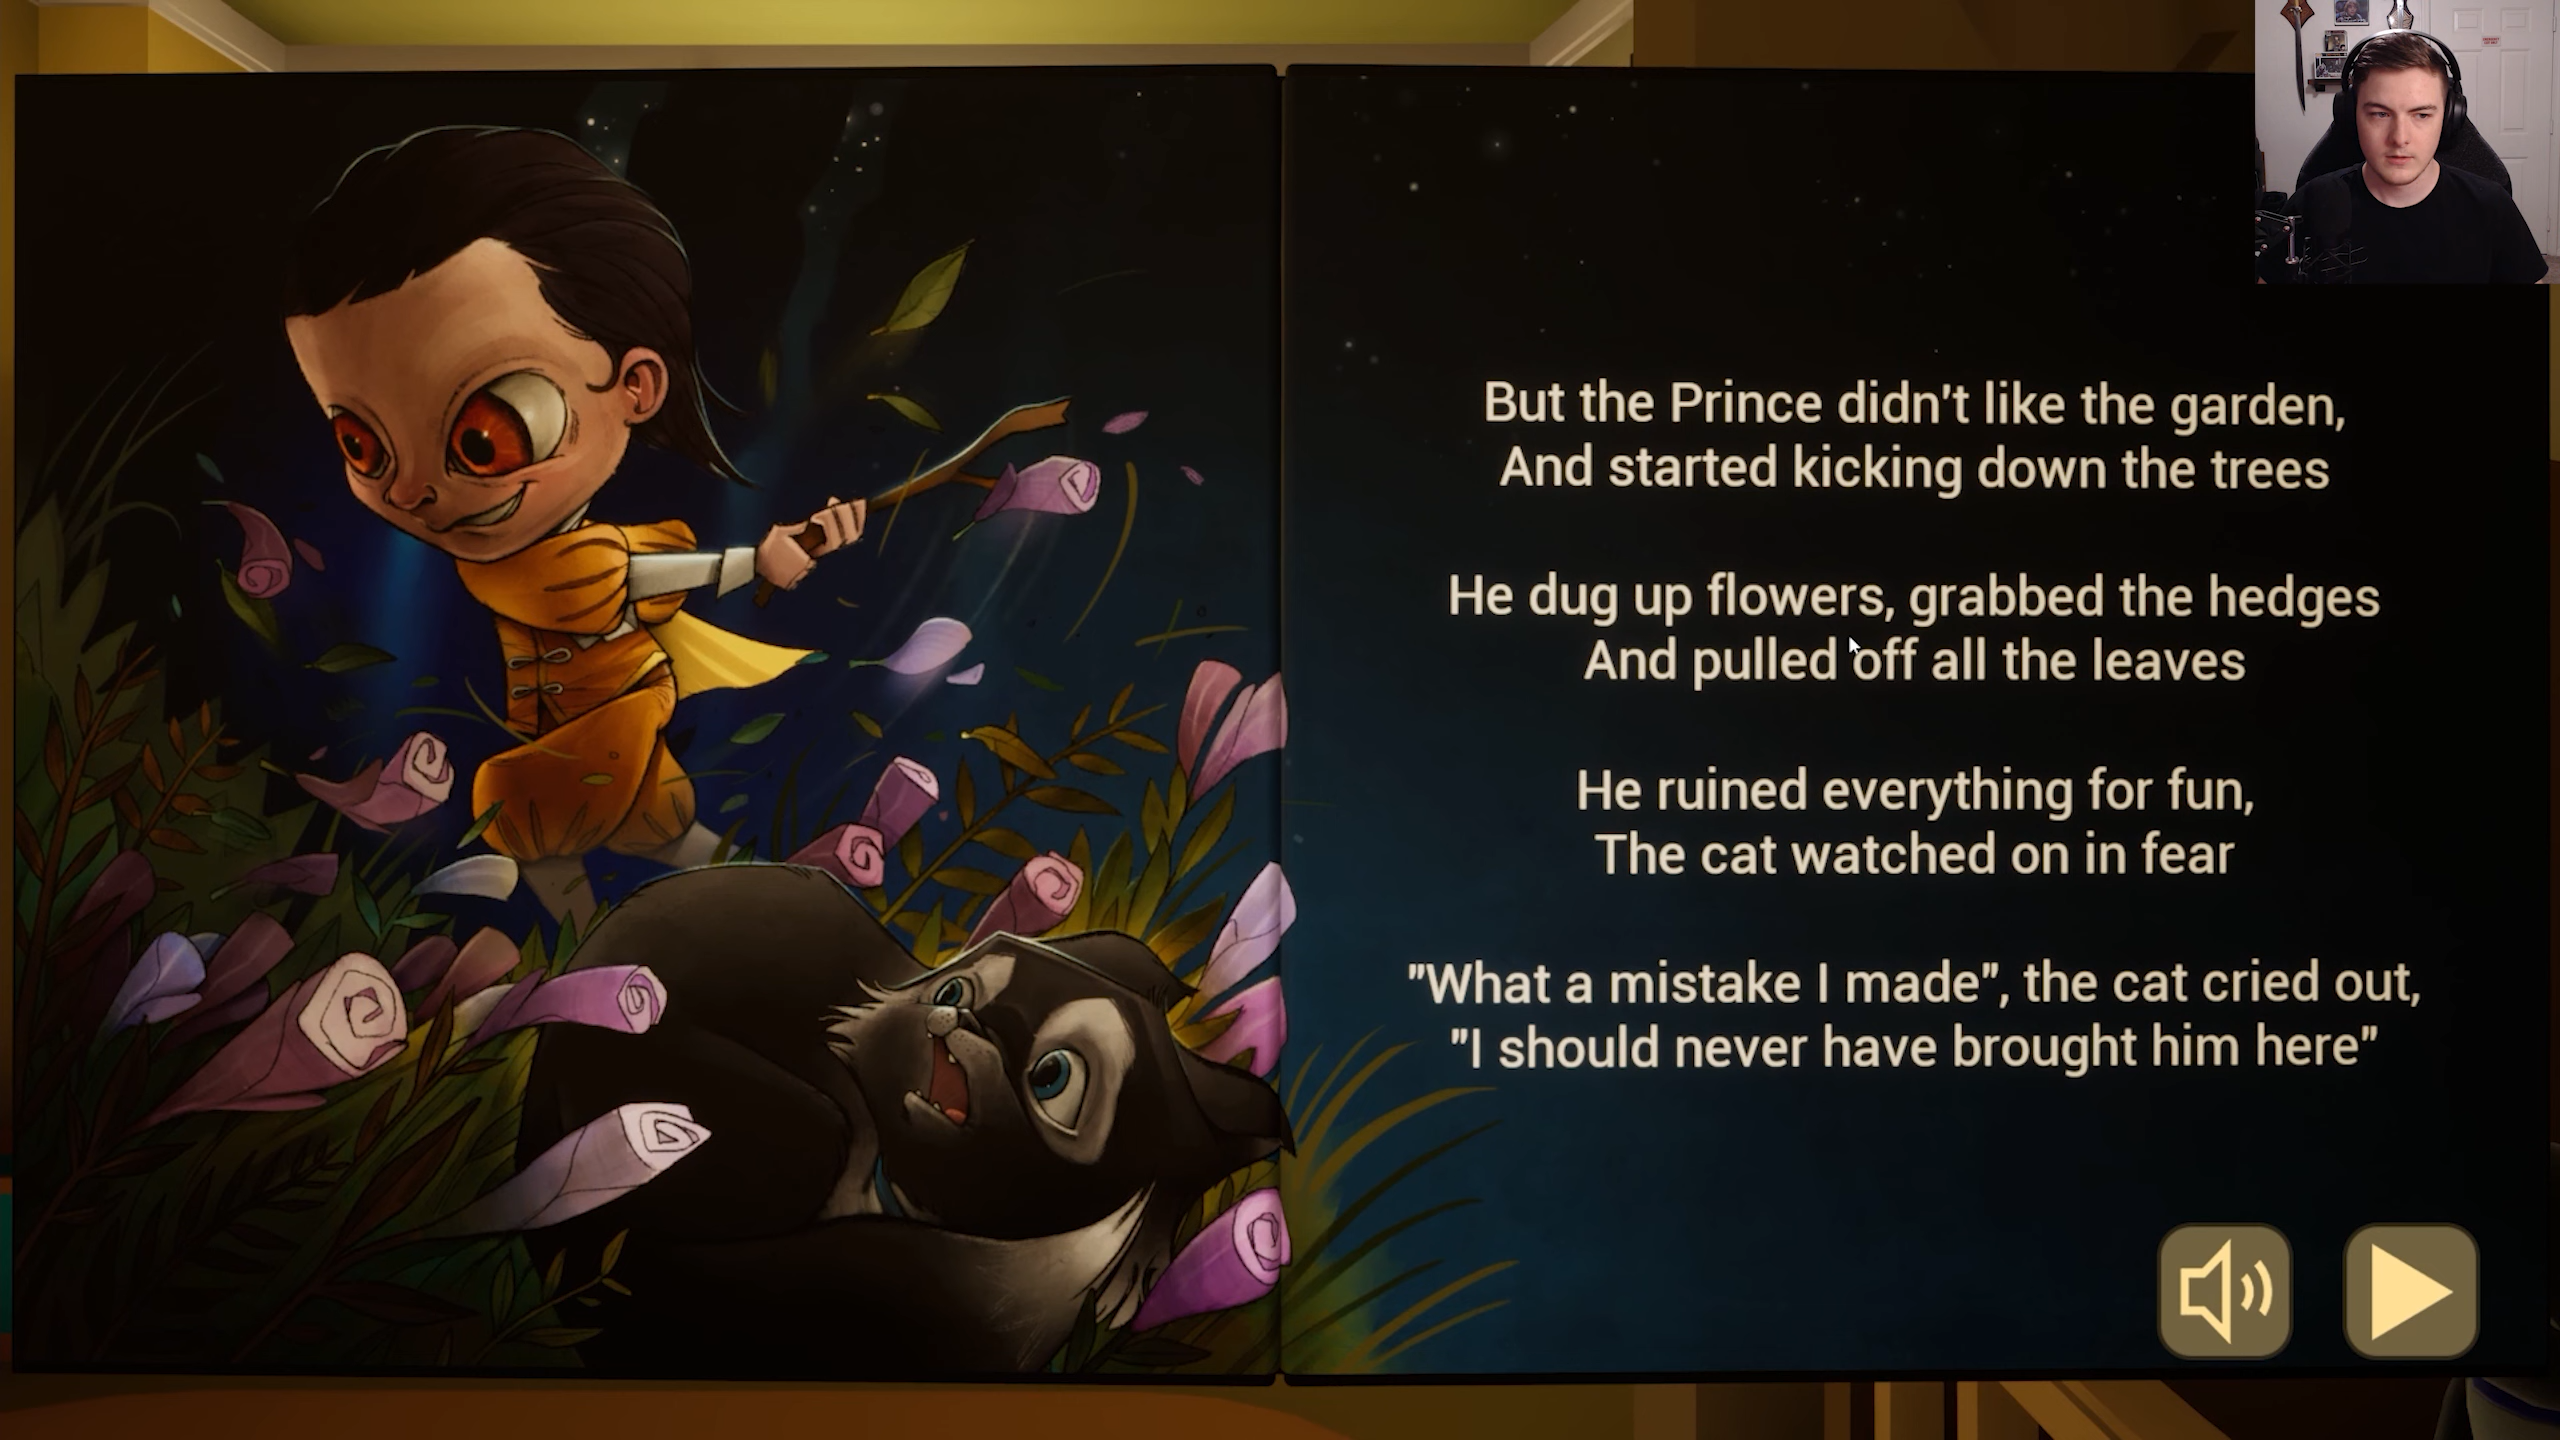 But the Prince didn't like the garden,
And started kicking down the trees
He dug up flowers, grabbed the hedges
And pulled off all the leaves
He ruined everything for fun,
The cat watched on in fear
"What a mistake I made", the cat cried out,
"I should never have brought him here"